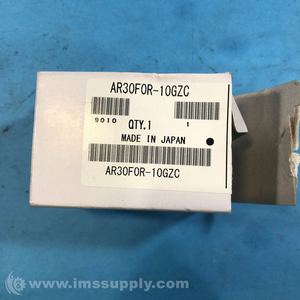 AR30F0R-10GZC
9010 QTY.1 1
MADE IN JAPAN
AR30F0R-10GZC
© www.imssupply.com